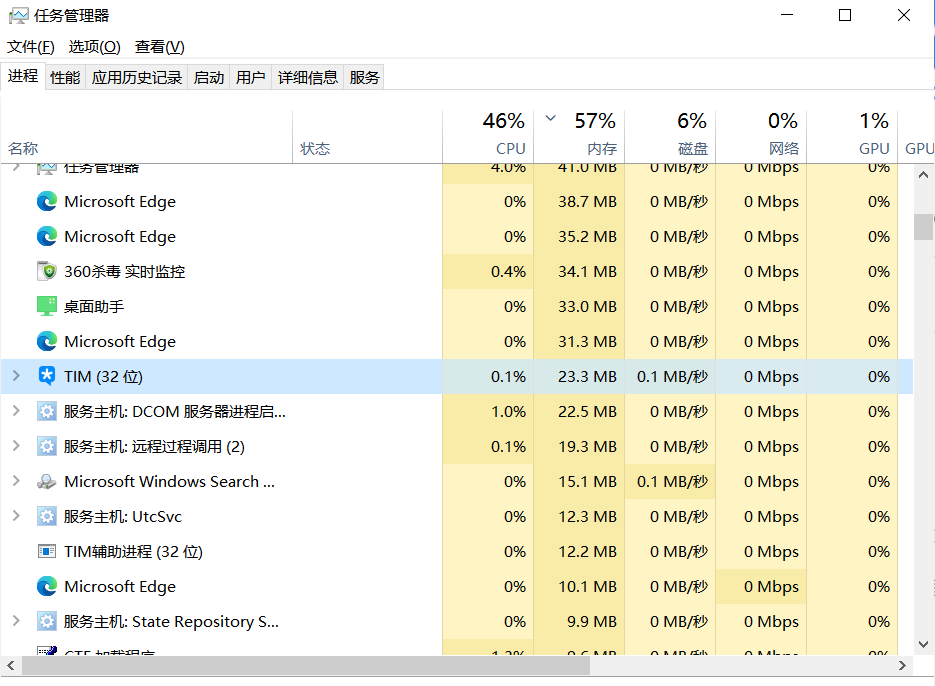 任务管理器
文件(F) 选项(O) 查看(V)
进程 性能 应用历史记录 启动 用户 详细信息 服务
46% 57% 6% 0% 1%
名称 状态 CPU 内存 磁盘 网络 GPU GPU
任务管理器 4.0% 41.0 MB 0 MB/秒 0 Mbps 0%
Microsoft Edge 0% 38.7 MB 0 MB/秒 0 Mbps 0%
Microsoft Edge 0% 35.2 MB 0 MB/秒 0 Mbps 0%
360杀毒 实时监控 0.4% 34.1 MB 0 MB/秒 0 Mbps 0%
桌面助手 0% 33.0 MB 0 MB/秒 0 Mbps 0%
Microsoft Edge 0% 31.3 MB 0 MB/秒 0 Mbps 0%
TIM (32 位) 0.1% 23.3 MB 0.1 MB/秒 0 Mbps 0%
服务主机: DCOM 服务器进程启... 1.0% 22.5 MB 0 MB/秒 0 Mbps 0%
服务主机: 远程过程调用 (2) 0.1% 19.3 MB 0 MB/秒 0 Mbps 0%
Microsoft Windows Search ... 0% 15.1 MB 0.1 MB/秒 0 Mbps 0%
服务主机: UtcSvc 0% 12.3 MB 0 MB/秒 0 Mbps 0%
TIM辅助进程 (32 位) 0% 12.2 MB 0 MB/秒 0 Mbps 0%
Microsoft Edge 0% 10.1 MB 0 MB/秒 0 Mbps 0%
服务主机: State Repository S... 0% 9.9 MB 0 MB/秒 0 Mbps 0%
CTF 加载程序 9.6 MB 0 MB/秒 0 Mbps 0%